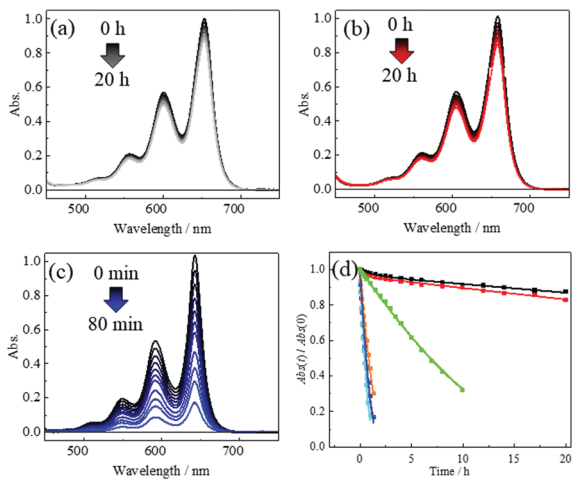 (a)
0 h
20 h
Abs.
1.0
0.8
0.6
0.4
0.2
0.0
500
600
700
Wavelength / nm
(b)
0 h
20 h
Abs.
1.0
0.8
0.6
0.4
0.2
0.0
500
600
700
Wavelength / nm
(c)
0 min
80 min
Abs.
1.0
0.8
0.6
0.4
0.2
0.0
500
600
700
Wavelength / nm
(d)
Abs(t) / Abs(0)
1.0
0.8
0.6
0.4
0.2
0.0
0
5
10
15
20
Time / h